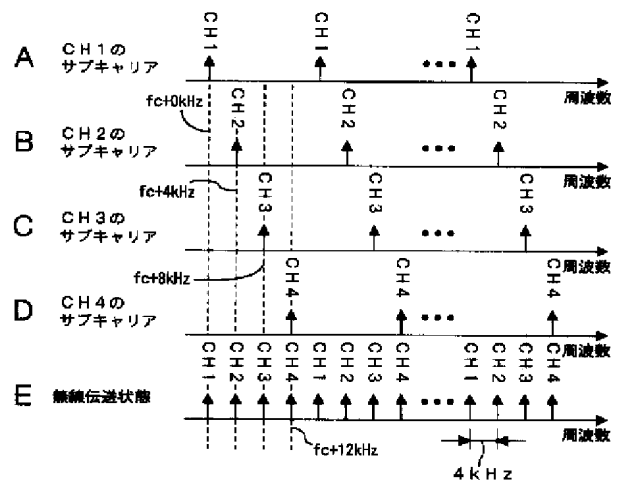 CH1 CH1 CH1
A CH1の
サブキャリア
周波数
fc+0kHz
CH2 CH2 CH2
B CH2の
サブキャリア
周波数
fc+4kHz
CH3 CH3 CH3
C CH3の
サブキャリア
周波数
fc+8kHz
CH4 CH4 CH4
D CH4の
サブキャリア
周波数
CH1 CH2 CH3 CH4 CH1 CH2 CH3 CH4 CH1 CH2 CH3 CH4
E 無線伝送状態
周波数
fc+12kHz
4kHz